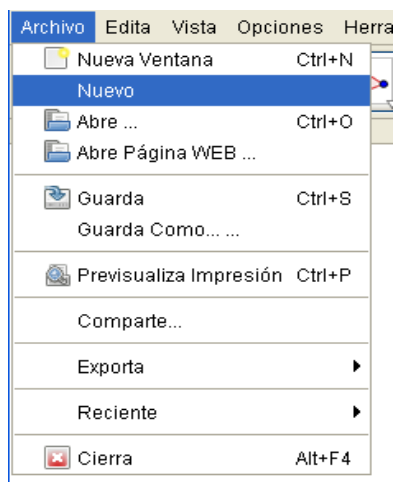 Archivo Edita Vista Opciones Herra
Nueva Ventana Ctrl+N
Nuevo
Abre ... Ctrl+O
Abre Página WEB ...
Guarda Ctrl+S
Guarda Como... ...
Previsualiza Impresión Ctrl+P
Comparte...
Exporta
Reciente
Cierra Alt+F4